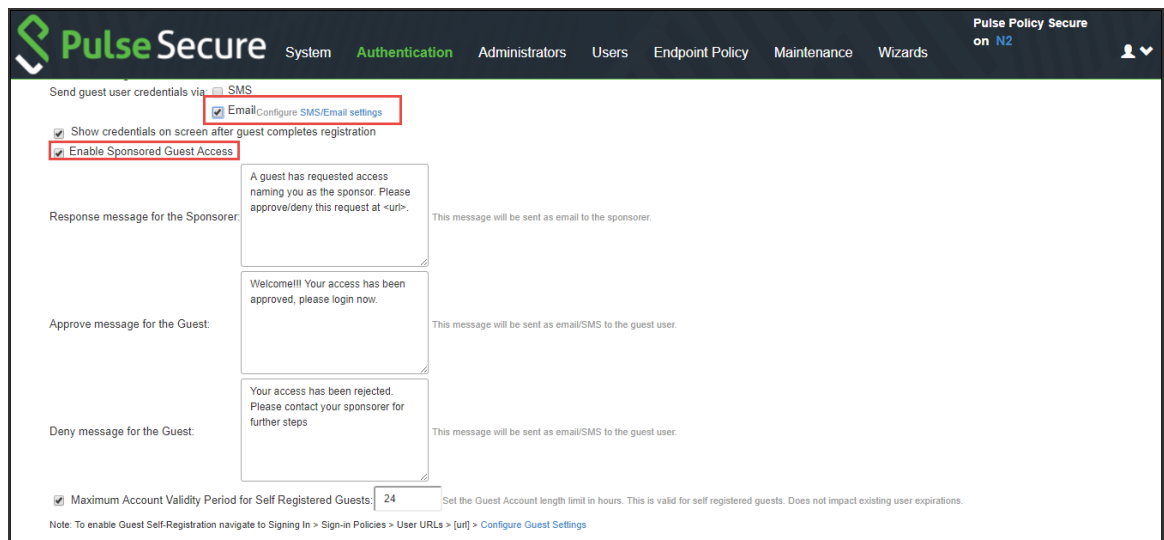 Pulse Policy Secure
on N2
Pulse Secure
System Authentication Administrators Users Endpoint Policy Maintenance Wizards
Send guest user credentials via: SMS
Email Configure SMS/Email settings
Show credentials on screen after guest completes registration
Enable Sponsored Guest Access
A guest has requested access
naming you as the sponsor. Please
approve/deny this request at <url>.
Response message for the Sponsorer:
This message will be sent as email to the sponsorer.
Welcome!!! Your access has been
approved, please login now.
Approve message for the Guest:
This message will be sent as email/SMS to the guest user.
Your access has been rejected.
Please contact your sponsorer for
further steps
Deny message for the Guest:
This message will be sent as email/SMS to the guest user.
Maximum Account Validity Period for Self Registered Guests: 24 Set the Guest Account length limit in hours. This is valid for self registered guests. Does not impact existing user expirations.
Note: To enable Guest Self-Registration navigate to Signing In > Sign-in Policies > User URLs > [url] > Configure Guest Settings